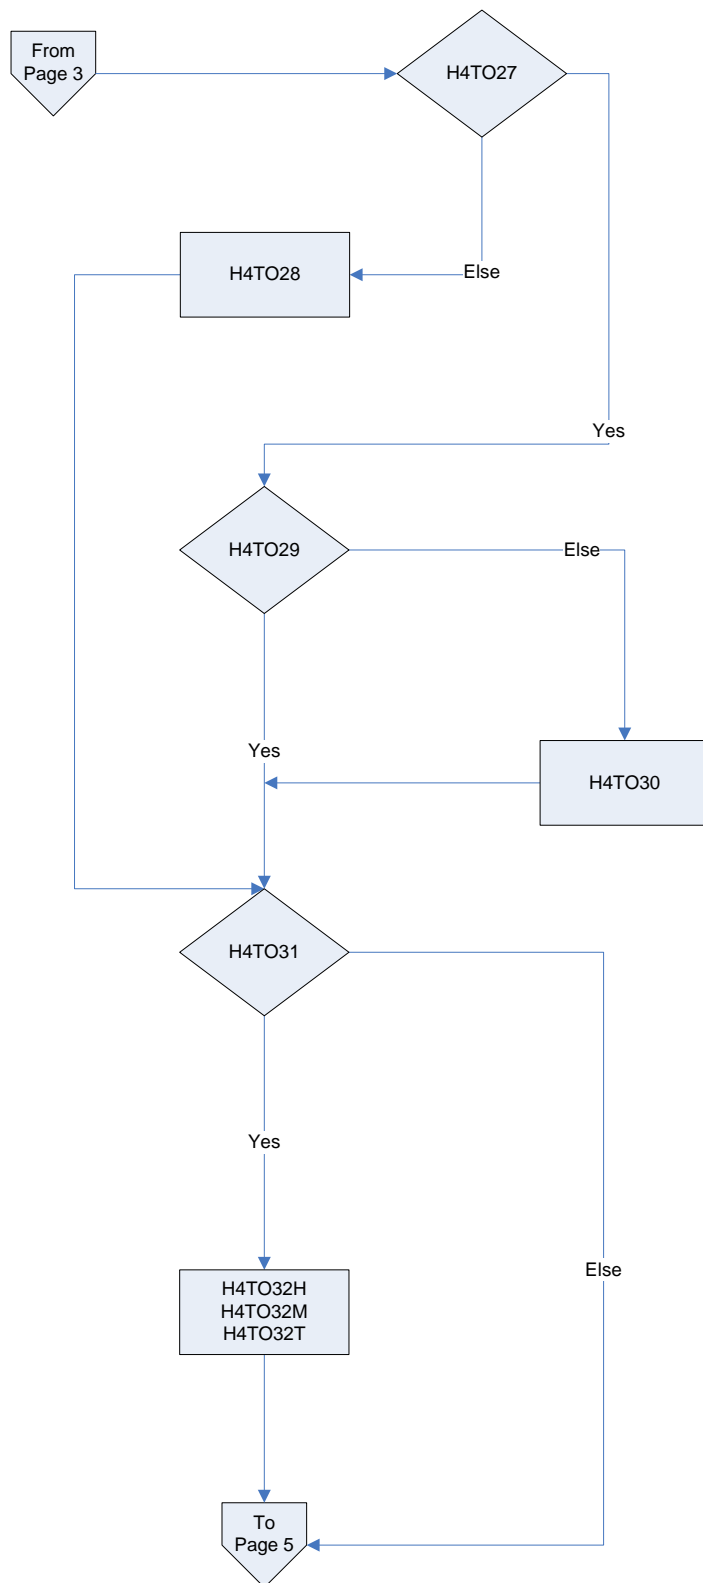 From
Page 3
H4TO27
H4TO28
Else
Yes
H4TO29
Else
Yes
H4TO30
H4TO31
Yes
Else
H4TO32H
H4TO32M
H4TO32T
To
Page 5